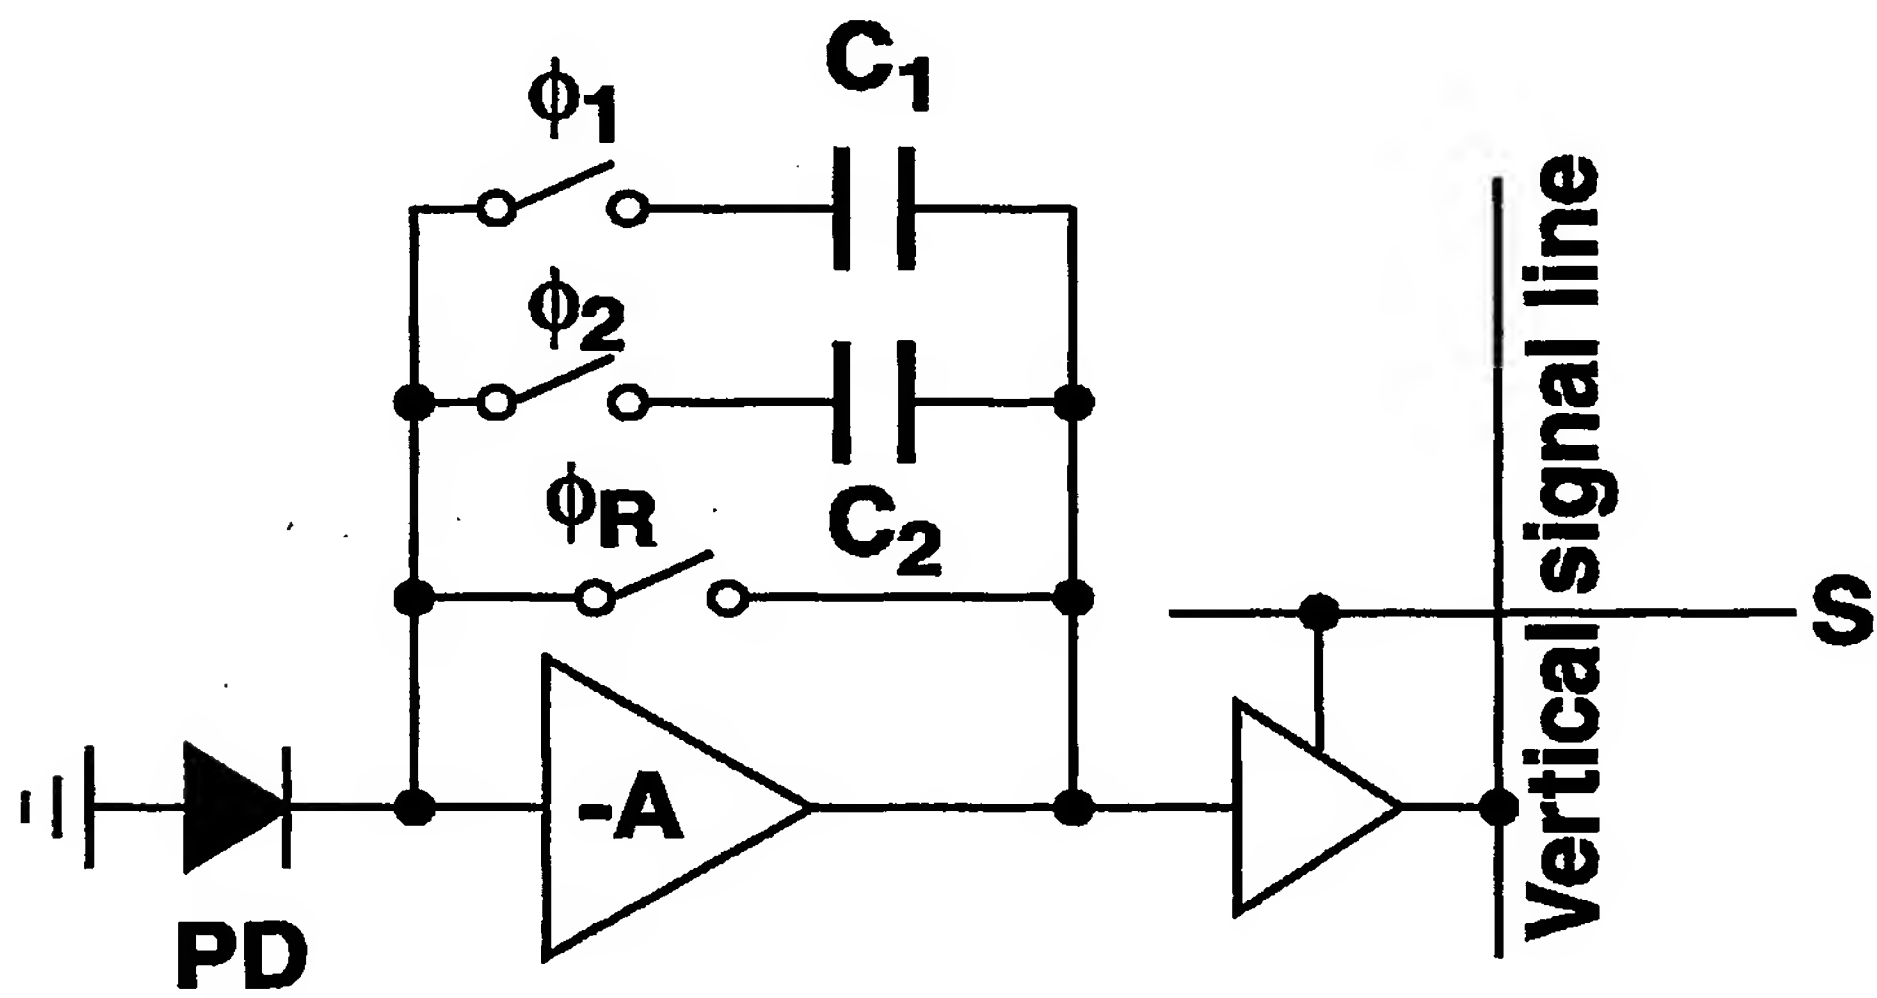 C1
ϕ1
ϕ2
ϕR
C2
S
-A
PD
Vertical signal line